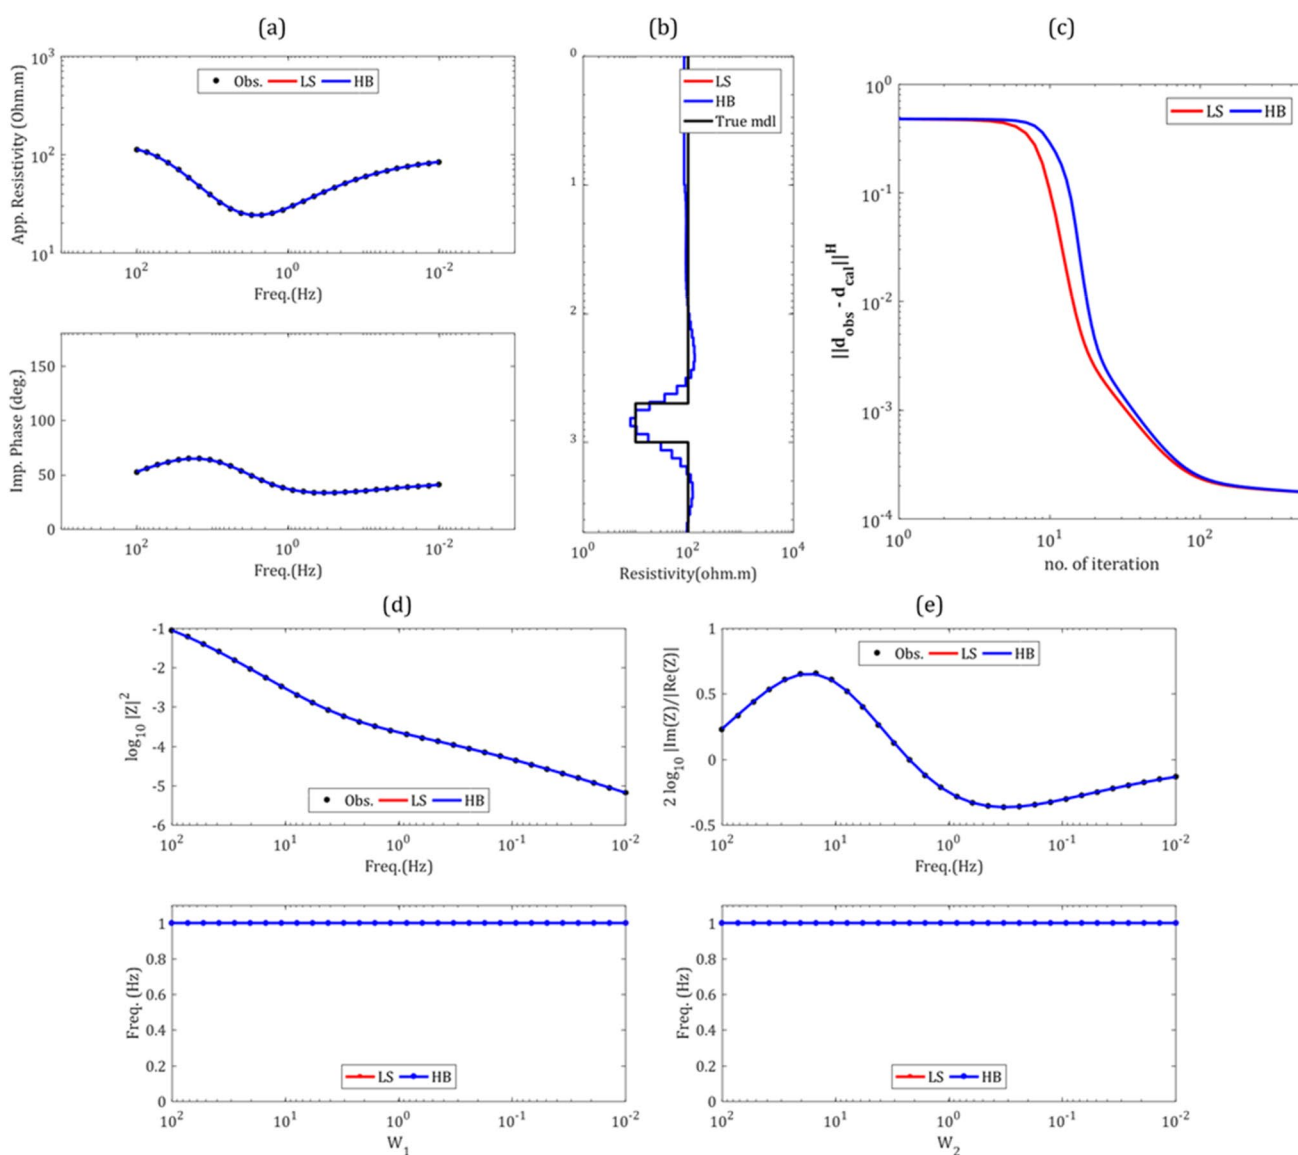 (a)
10³
10²
10¹
App. Resistivity (Ohm.m)
Obs. LS HB
10² 10⁰ 10⁻²
Freq.(Hz)
150
100
50
0
Imp. Phase (deg.)
10² 10⁰ 10⁻²
Freq.(Hz)
(b)
0
1
2
3
LS
HB
True mdl
10⁰ 10² 10⁴
Resistivity(ohm.m)
(c)
10⁰
10⁻¹
10⁻²
10⁻³
10⁻⁴
||d_obs - d_cal||^H
LS HB
10⁰ 10¹ 10²
no. of iteration
(d)
-1
-2
-3
-4
-5
-6
log₁₀ |Z|²
Obs. LS HB
10² 10¹ 10⁰ 10⁻¹ 10⁻²
Freq.(Hz)
(e)
1
0.5
0
-0.5
2 log₁₀ |Im(Z)/|Re(Z)|
Obs. LS HB
10² 10¹ 10⁰ 10⁻¹ 10⁻²
Freq.(Hz)
1
0.8
0.6
0.4
0.2
0
Freq. (Hz)
LS HB
10² 10¹ 10⁰ 10⁻¹ 10⁻²
W₁
1
0.8
0.6
0.4
0.2
0
Freq. (Hz)
LS HB
10² 10¹ 10⁰ 10⁻¹ 10⁻²
W₂